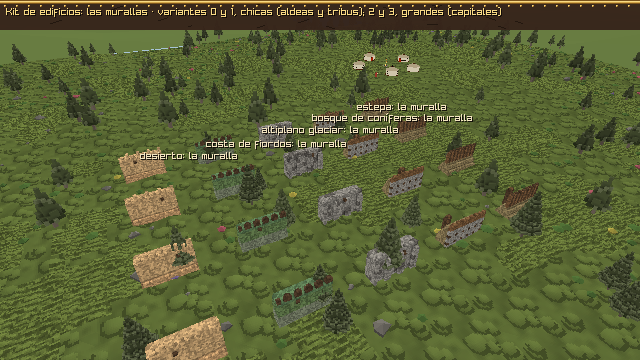 Kit de edificios: las murallas · variantes 0 y 1, chicas (aldeas y tribus); 2 y 3, grandes (capitales)
estepa: la muralla
bosque de coníferas: la muralla
altiplano glaciar: la muralla
costa de fiordos: la muralla
desierto: la muralla